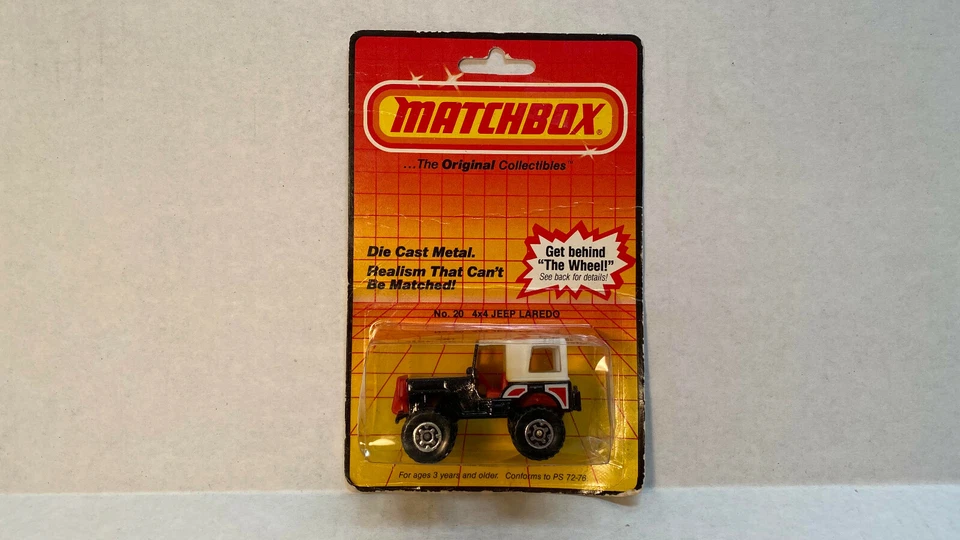 MATCHBOX®
...The Original Collectibles™
Die Cast Metal.
Realism That Can't
Be Matched!
Get behind
"The Wheel!"
See back for details!
No. 20 4x4 JEEP LAREDO
For ages 3 years and older. Conforms to PS 72-76